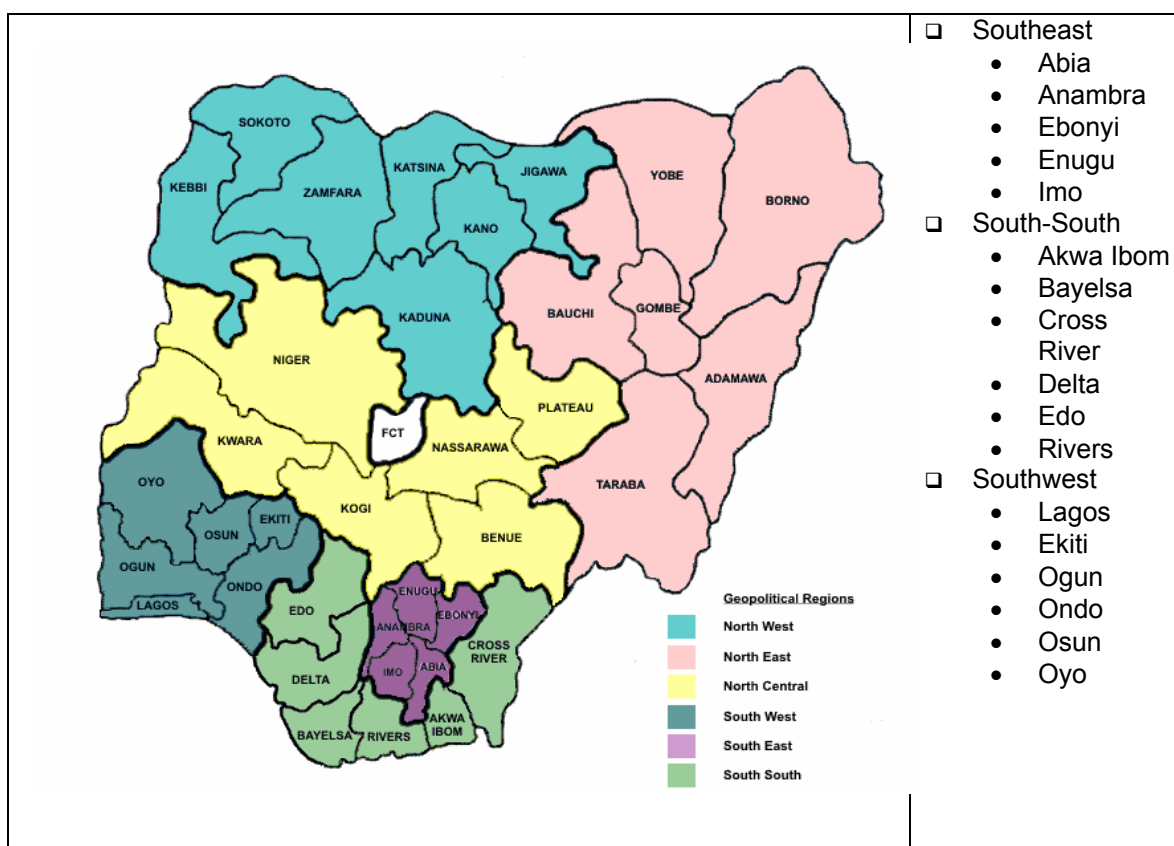 SOKOTO
KEBBI
ZAMFARA
KATSINA
JIGAWA
KANO
KADUNA
YOBE
BORNO
BAUCHI
GOMBE
ADAMAWA
NIGER
FCT
PLATEAU
NASSARAWA
KWARA
KOGI
BENUE
TARABA
OYO
OSUN
EKITI
OGUN
ONDO
LAGOS
EDO
DELTA
BAYELSA
RIVERS
AKWA
IBOM
CROSS
RIVER
ENUGU
EBONYI
ANAMBRA
IMO
ABIA
Geopolitical Regions
North West
North East
North Central
South West
South East
South South
❑ Southeast
• Abia
• Anambra
• Ebonyi
• Enugu
• Imo
❑ South-South
• Akwa Ibom
• Bayelsa
• Cross
River
• Delta
• Edo
• Rivers
❑ Southwest
• Lagos
• Ekiti
• Ogun
• Ondo
• Osun
• Oyo